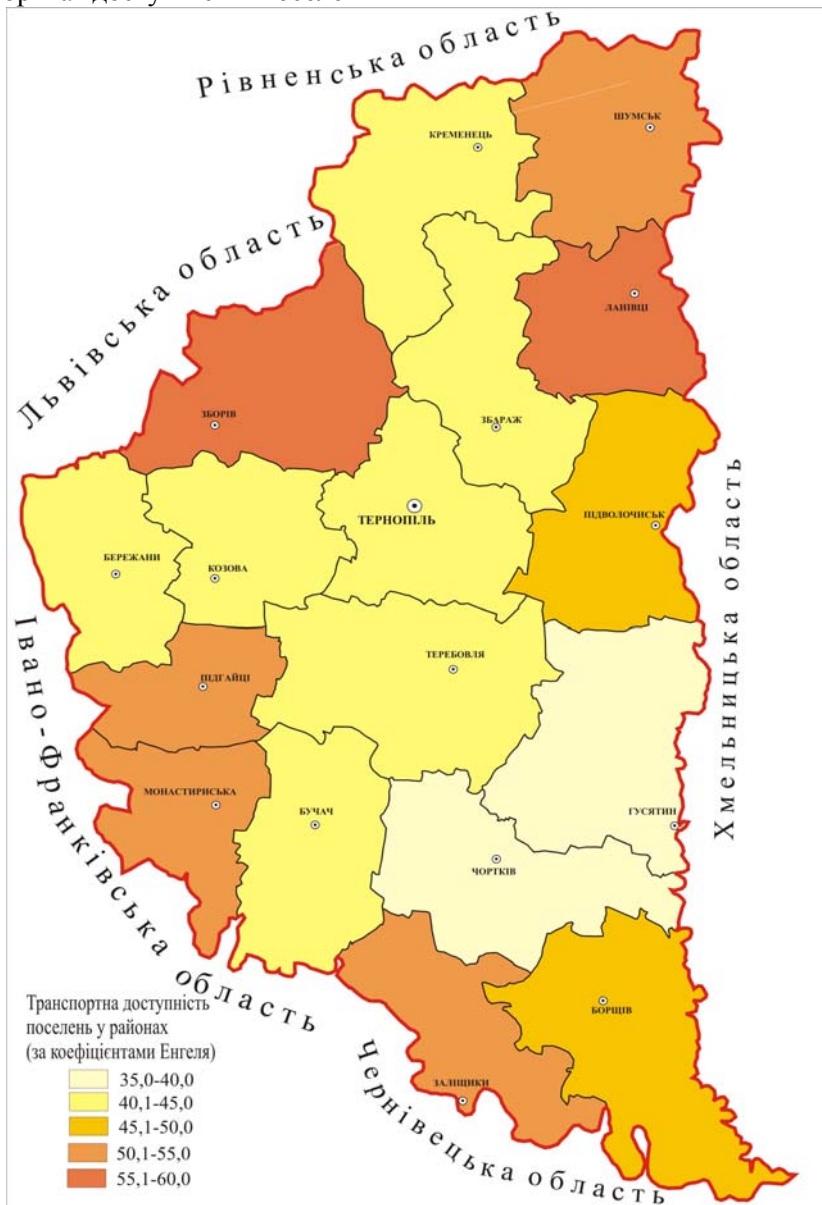 Рівненська область
ШУМСЬК
КРЕМЕНЕЦЬ
Львівська область
ЛАНІВЦІ
ЗБОРІВ
ЗБАРАЖ
ТЕРНОПІЛЬ
ПІДВОЛОЧИСЬК
БЕРЕЖАНИ
КОЗОВА
Хмельницька область
ТЕРЕБОВЛЯ
ПІДГАЙЦІ
Івано-Франківська область
МОНАСТИРИСЬКА
БУЧАЧ
ГУСЯТИН
ЧОРТКІВ
БОРЩІВ
ЗАЛІЩИКИ
Чернівецька область
Транспортна доступність
поселень у районах
(за коефіцієнтами Енгеля)
35,0-40,0
40,1-45,0
45,1-50,0
50,1-55,0
55,1-60,0